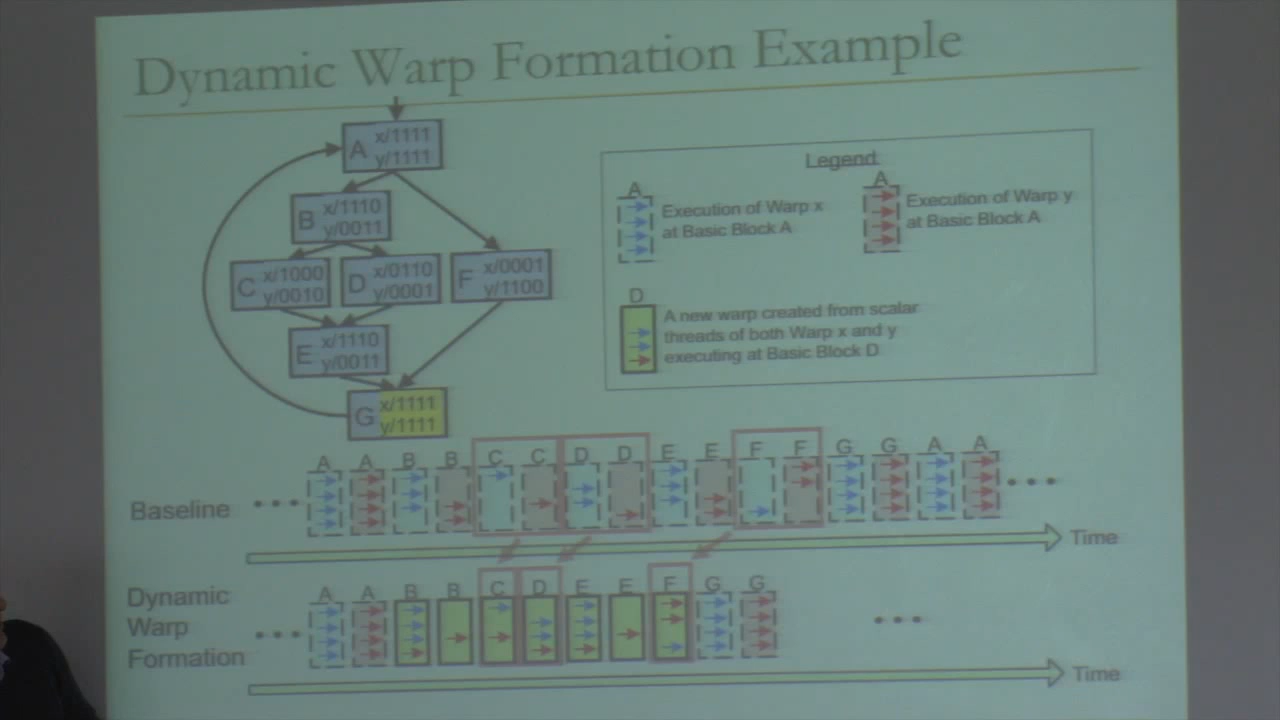 Dynamic Warp Formation Example
A x/1111
y/1111
B x/1110
y/0011
C x/1000
y/0010
D x/0110
y/0001
F x/0001
y/1100
E x/1110
y/0011
G x/1111
y/1111
Legend
A
Execution of Warp x
at Basic Block A
A
Execution of Warp y
at Basic Block A
D
A new warp created from scalar
threads of both Warp x and y
executing at Basic Block D
A A B B C C D D E E F F G G A A
Baseline
Time
A A B B C D E E F G G
Dynamic
Warp
Formation
Time